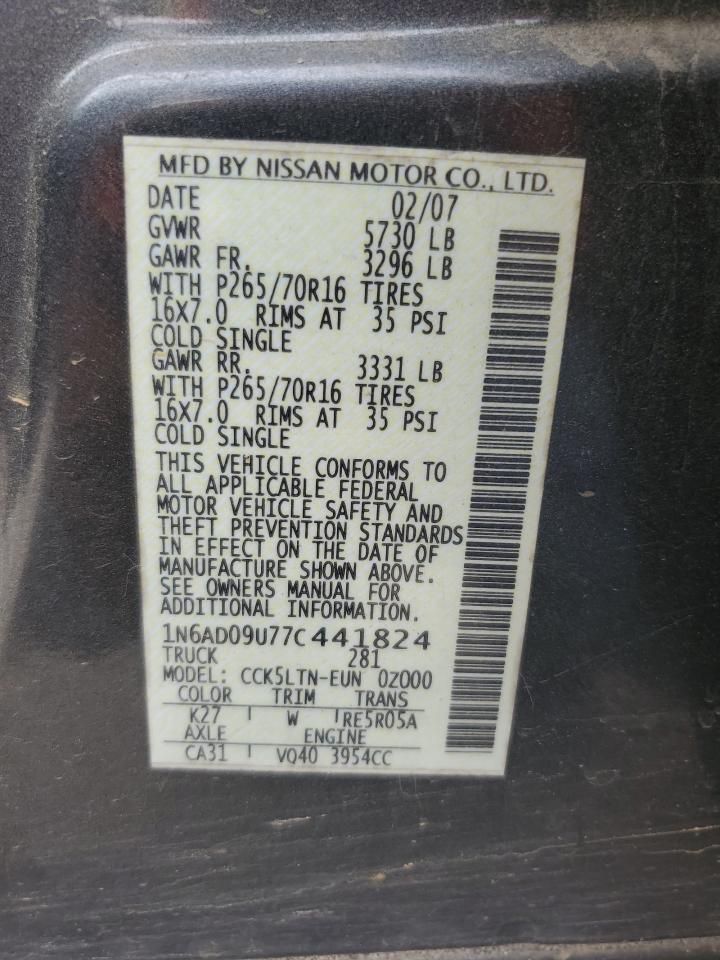 MFD BY NISSAN MOTOR CO., LTD.
DATE 02/07
GVWR 5730 LB
GAWR FR. 3296 LB
WITH P265/70R16 TIRES
16X7.0 RIMS AT 35 PSI
COLD SINGLE
GAWR RR. 3331 LB
WITH P265/70R16 TIRES
16X7.0 RIMS AT 35 PSI
COLD SINGLE
THIS VEHICLE CONFORMS TO
ALL APPLICABLE FEDERAL
MOTOR VEHICLE SAFETY AND
THEFT PREVENTION STANDARDS
IN EFFECT ON THE DATE OF
MANUFACTURE SHOWN ABOVE.
SEE OWNERS MANUAL FOR
ADDITIONAL INFORMATION.
1N6AD09U77C441824
TRUCK 281
MODEL: CCK5LTN-EUN 0Z000
COLOR TRIM TRANS
K27 W RE5R05A
AXLE ENGINE
CA31 VQ40 3954CC